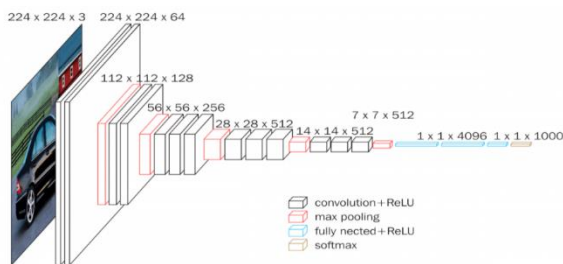 224 x 224 x 3
224 x 224 x 64
112 x 112 x 128
56 x 56 x 256
28 x 28 x 512
14 x 14 x 512
7 x 7 x 512
1 x 1 x 4096
1 x 1 x 1000
convolution+ReLU
max pooling
fully nected+ReLU
softmax